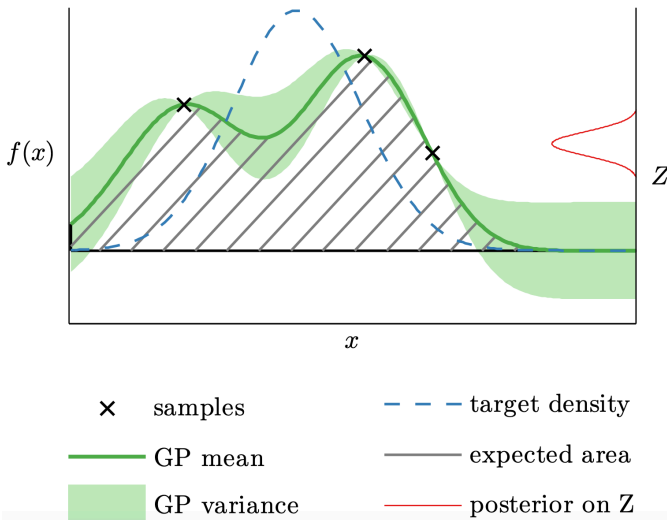 f(x)
Z
x
samples
target density
GP mean
expected area
GP variance
posterior on Z